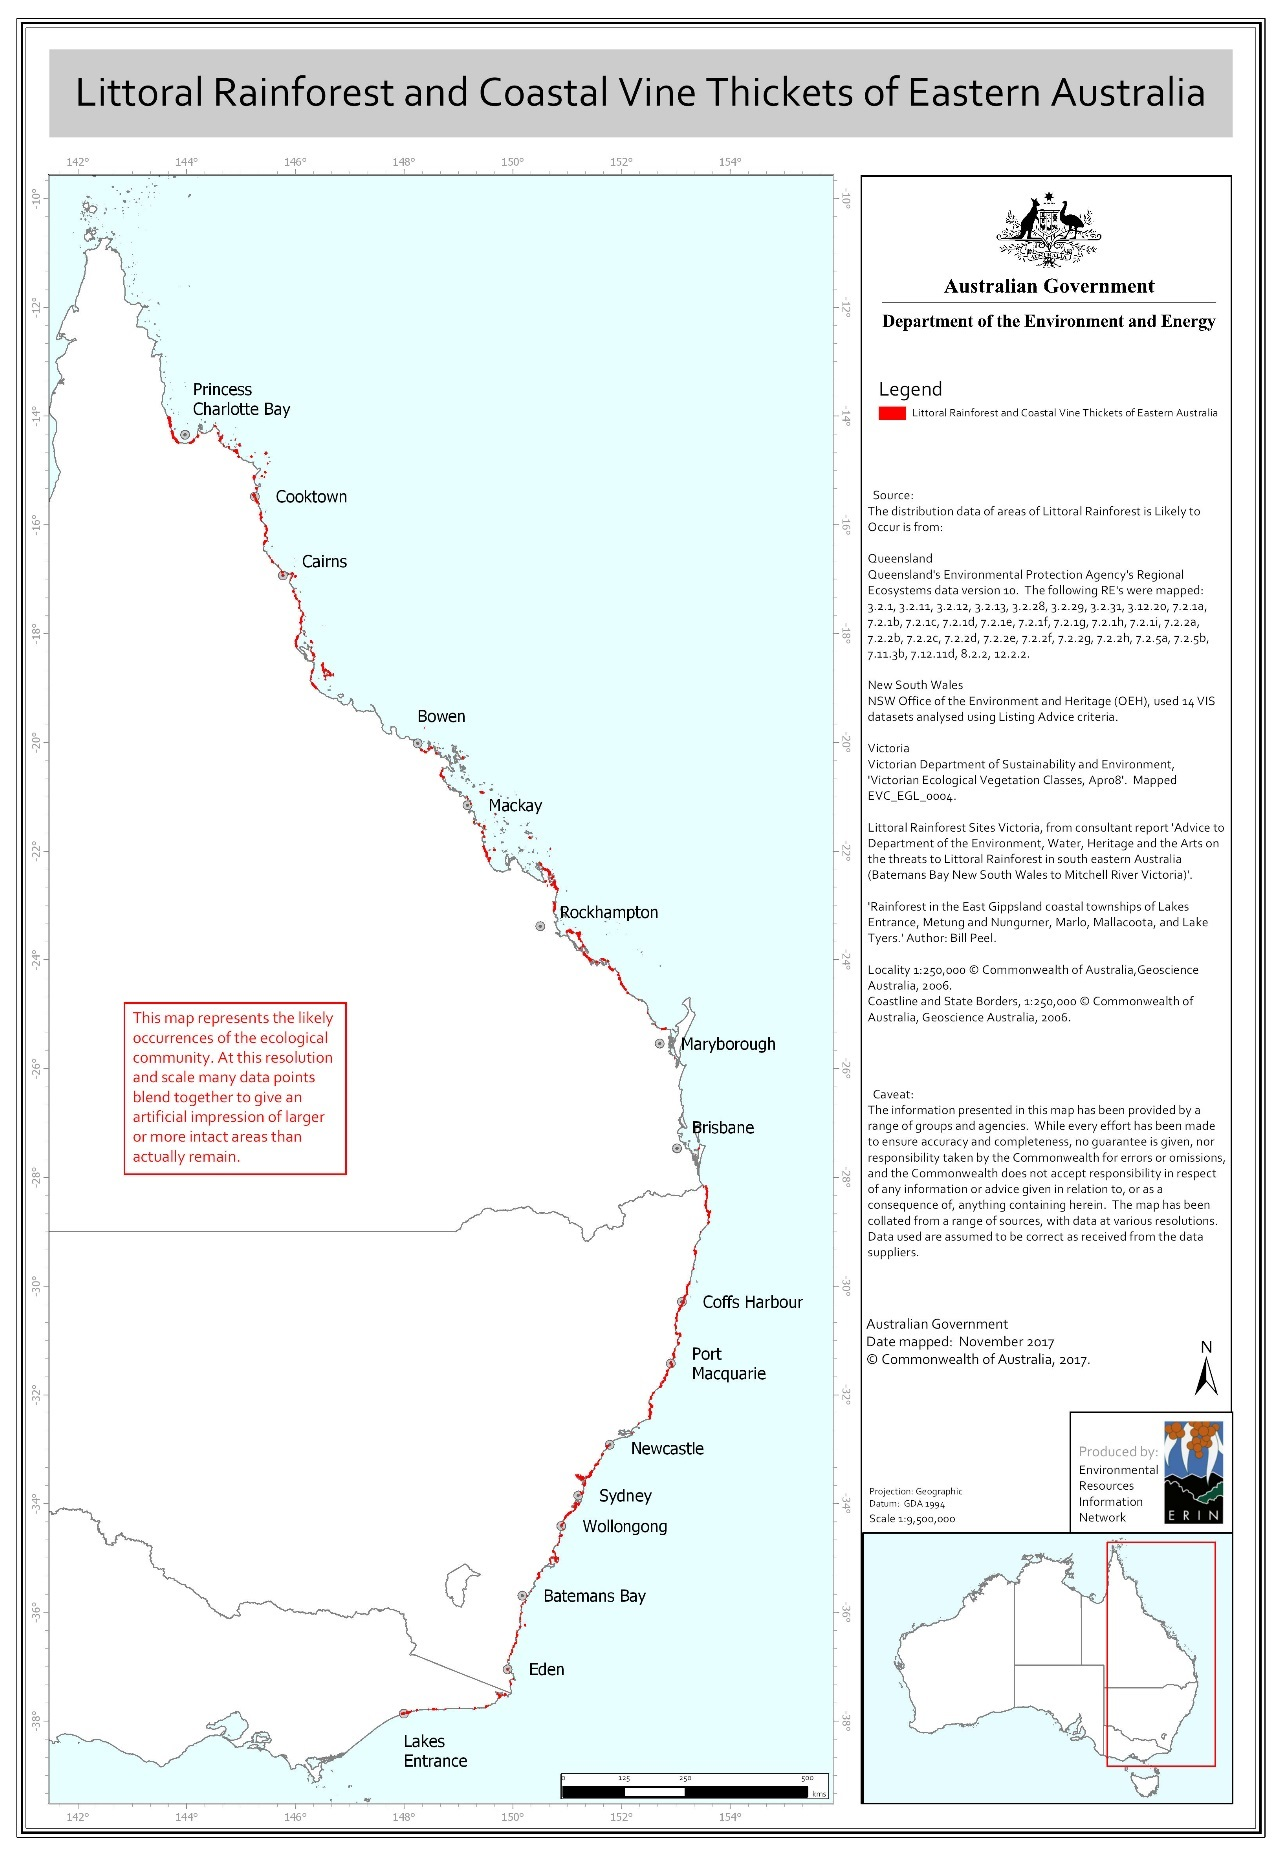 Littoral Rainforest and Coastal Vine Thickets of Eastern Australia
142° 144° 146° 148° 150° 152° 154°
-10° -12° -14° -16° -18° -20° -22° -24° -26° -28° -30° -32° -34° -36° -38°
Princess
Charlotte Bay
Cooktown
Cairns
Bowen
Mackay
Rockhampton
Maryborough
Brisbane
Coffs Harbour
Port
Macquarie
Newcastle
Sydney
Wollongong
Batemans Bay
Eden
Lakes
Entrance
This map represents the likely
occurrences of the ecological
community. At this resolution
and scale many data points
blend together to give an
artificial impression of larger
or more intact areas than
actually remain.
0 125 250 500
kms
142° 144° 146° 148° 150° 152° 154°
-10° -12° -14° -16° -18° -20° -22° -24° -26° -28° -30° -32° -34° -36° -38°
AUSTRALIA
Australian Government
Department of the Environment and Energy
Legend
Littoral Rainforest and Coastal Vine Thickets of Eastern Australia
Source:
The distribution data of areas of Littoral Rainforest is Likely to
Occur is from:
Queensland
Queensland's Environmental Protection Agency's Regional
Ecosystems data version 10. The following RE's were mapped:
3.2.1, 3.2.11, 3.2.12, 3.2.13, 3.2.28, 3.2.29, 3.2.31, 3.12.20, 7.2.1a,
7.2.1b, 7.2.1c, 7.2.1d, 7.2.1e, 7.2.1f, 7.2.1g, 7.2.1h, 7.2.1i, 7.2.2a,
7.2.2b, 7.2.2c, 7.2.2d, 7.2.2e, 7.2.2f, 7.2.2g, 7.2.2h, 7.2.5a, 7.2.5b,
7.11.3b, 7.12.11d, 8.2.2, 12.2.2.
New South Wales
NSW Office of the Environment and Heritage (OEH), used 14 VIS
datasets analysed using Listing Advice criteria.
Victoria
Victorian Department of Sustainability and Environment,
'Victorian Ecological Vegetation Classes, Apr08'. Mapped
EVC_EGL_0004.
Littoral Rainforest Sites Victoria, from consultant report 'Advice to
Department of the Environment, Water, Heritage and the Arts on
the threats to Littoral Rainforest in south eastern Australia
(Batemans Bay New South Wales to Mitchell River Victoria)'.
'Rainforest in the East Gippsland coastal townships of Lakes
Entrance, Metung and Nungurner, Marlo, Mallacoota, and Lake
Tyers.' Author: Bill Peel.
Locality 1:250,000 © Commonwealth of Australia,Geoscience
Australia, 2006.
Coastline and State Borders, 1:250,000 © Commonwealth of
Australia, Geoscience Australia, 2006.
Caveat:
The information presented in this map has been provided by a
range of groups and agencies. While every effort has been made
to ensure accuracy and completeness, no guarantee is given, nor
responsibility taken by the Commonwealth for errors or omissions,
and the Commonwealth does not accept responsibility in respect
of any information or advice given in relation to, or as a
consequence of, anything containing herein. The map has been
collated from a range of sources, with data at various resolutions.
Data used are assumed to be correct as received from the data
suppliers.
Australian Government
Date mapped: November 2017
© Commonwealth of Australia, 2017.
N
Projection: Geographic
Datum: GDA 1994
Scale 1:9,500,000
Produced by:
Environmental
Resources
Information
Network
ERIN